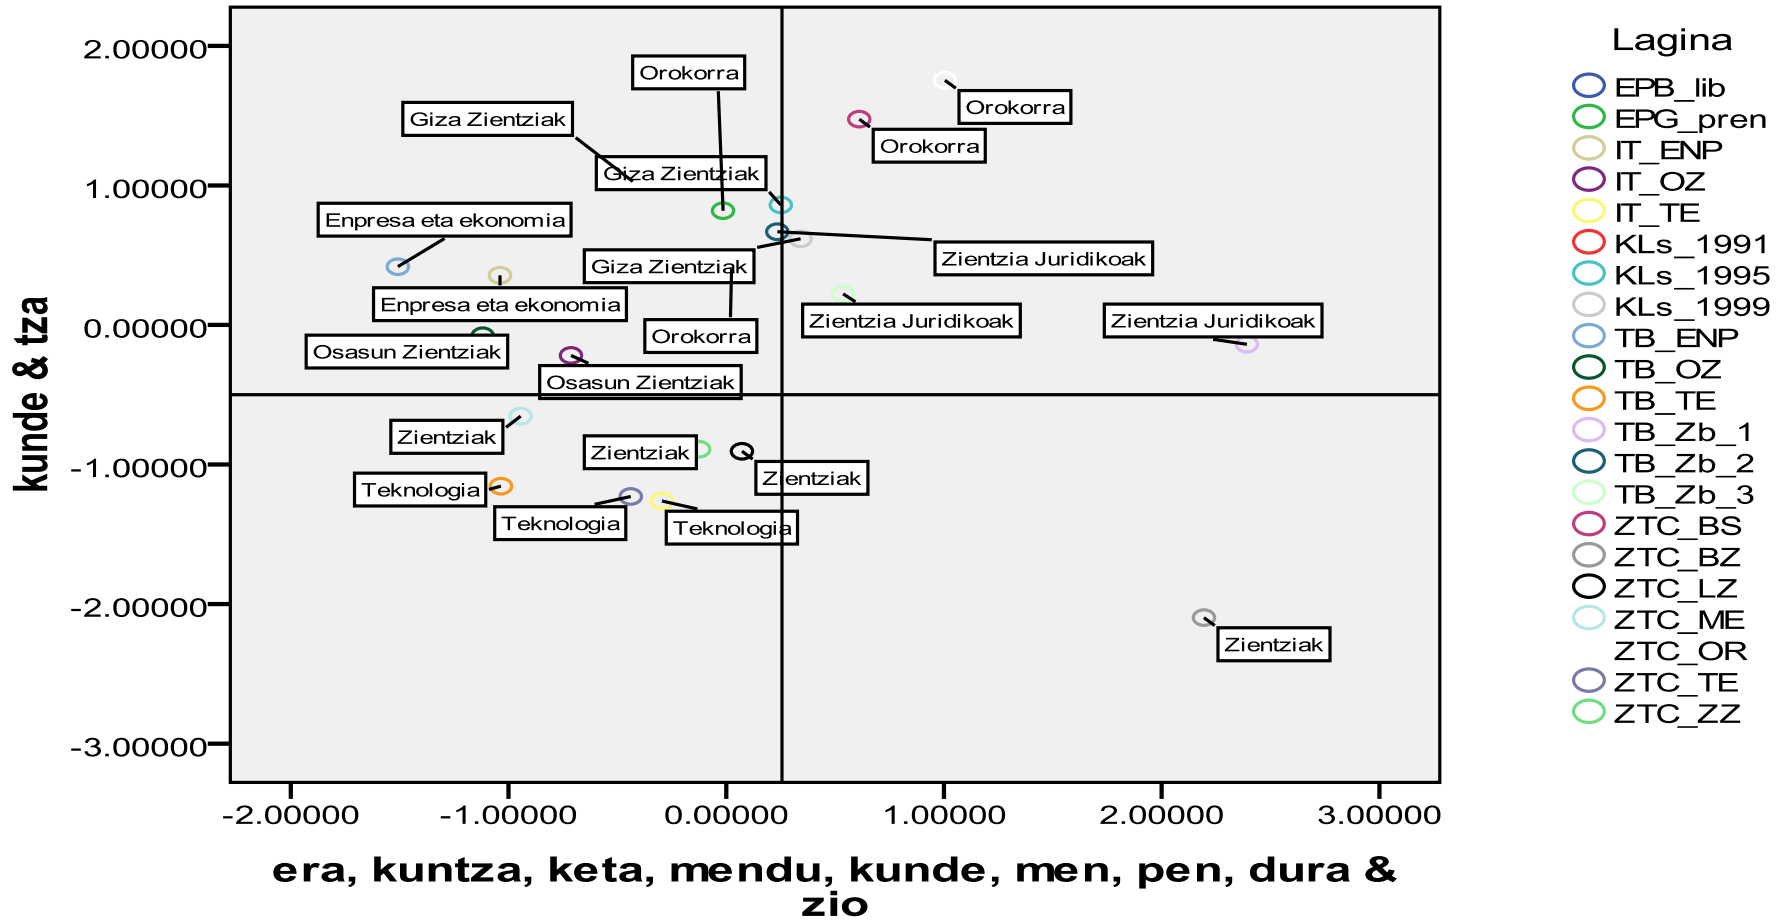 2.00000
1.00000
0.00000
-1.00000
-2.00000
-3.00000
kunde & tza
Orokorra
Orokorra
Giza Zientziak
Orokorra
Giza Zientziak
Enpresa eta ekonomia
Zientzia Juridikoak
Giza Zientziak
Enpresa eta ekonomia
Zientzia Juridikoak
Zientzia Juridikoak
Orokorra
Osasun Zientziak
Osasun Zientziak
Zientziak
Zientziak
Zientziak
Teknologia
Teknologia
Teknologia
Zientziak
-2.00000
-1.00000
0.00000
1.00000
2.00000
3.00000
era, kuntza, keta, mendu, kunde, men, pen, dura &
zio
Lagina
EPB_lib
EPG_pren
IT_ENP
IT_OZ
IT_TE
KLs_1991
KLs_1995
KLs_1999
TB_ENP
TB_OZ
TB_TE
TB_Zb_1
TB_Zb_2
TB_Zb_3
ZTC_BS
ZTC_BZ
ZTC_LZ
ZTC_ME
ZTC_OR
ZTC_TE
ZTC_ZZ